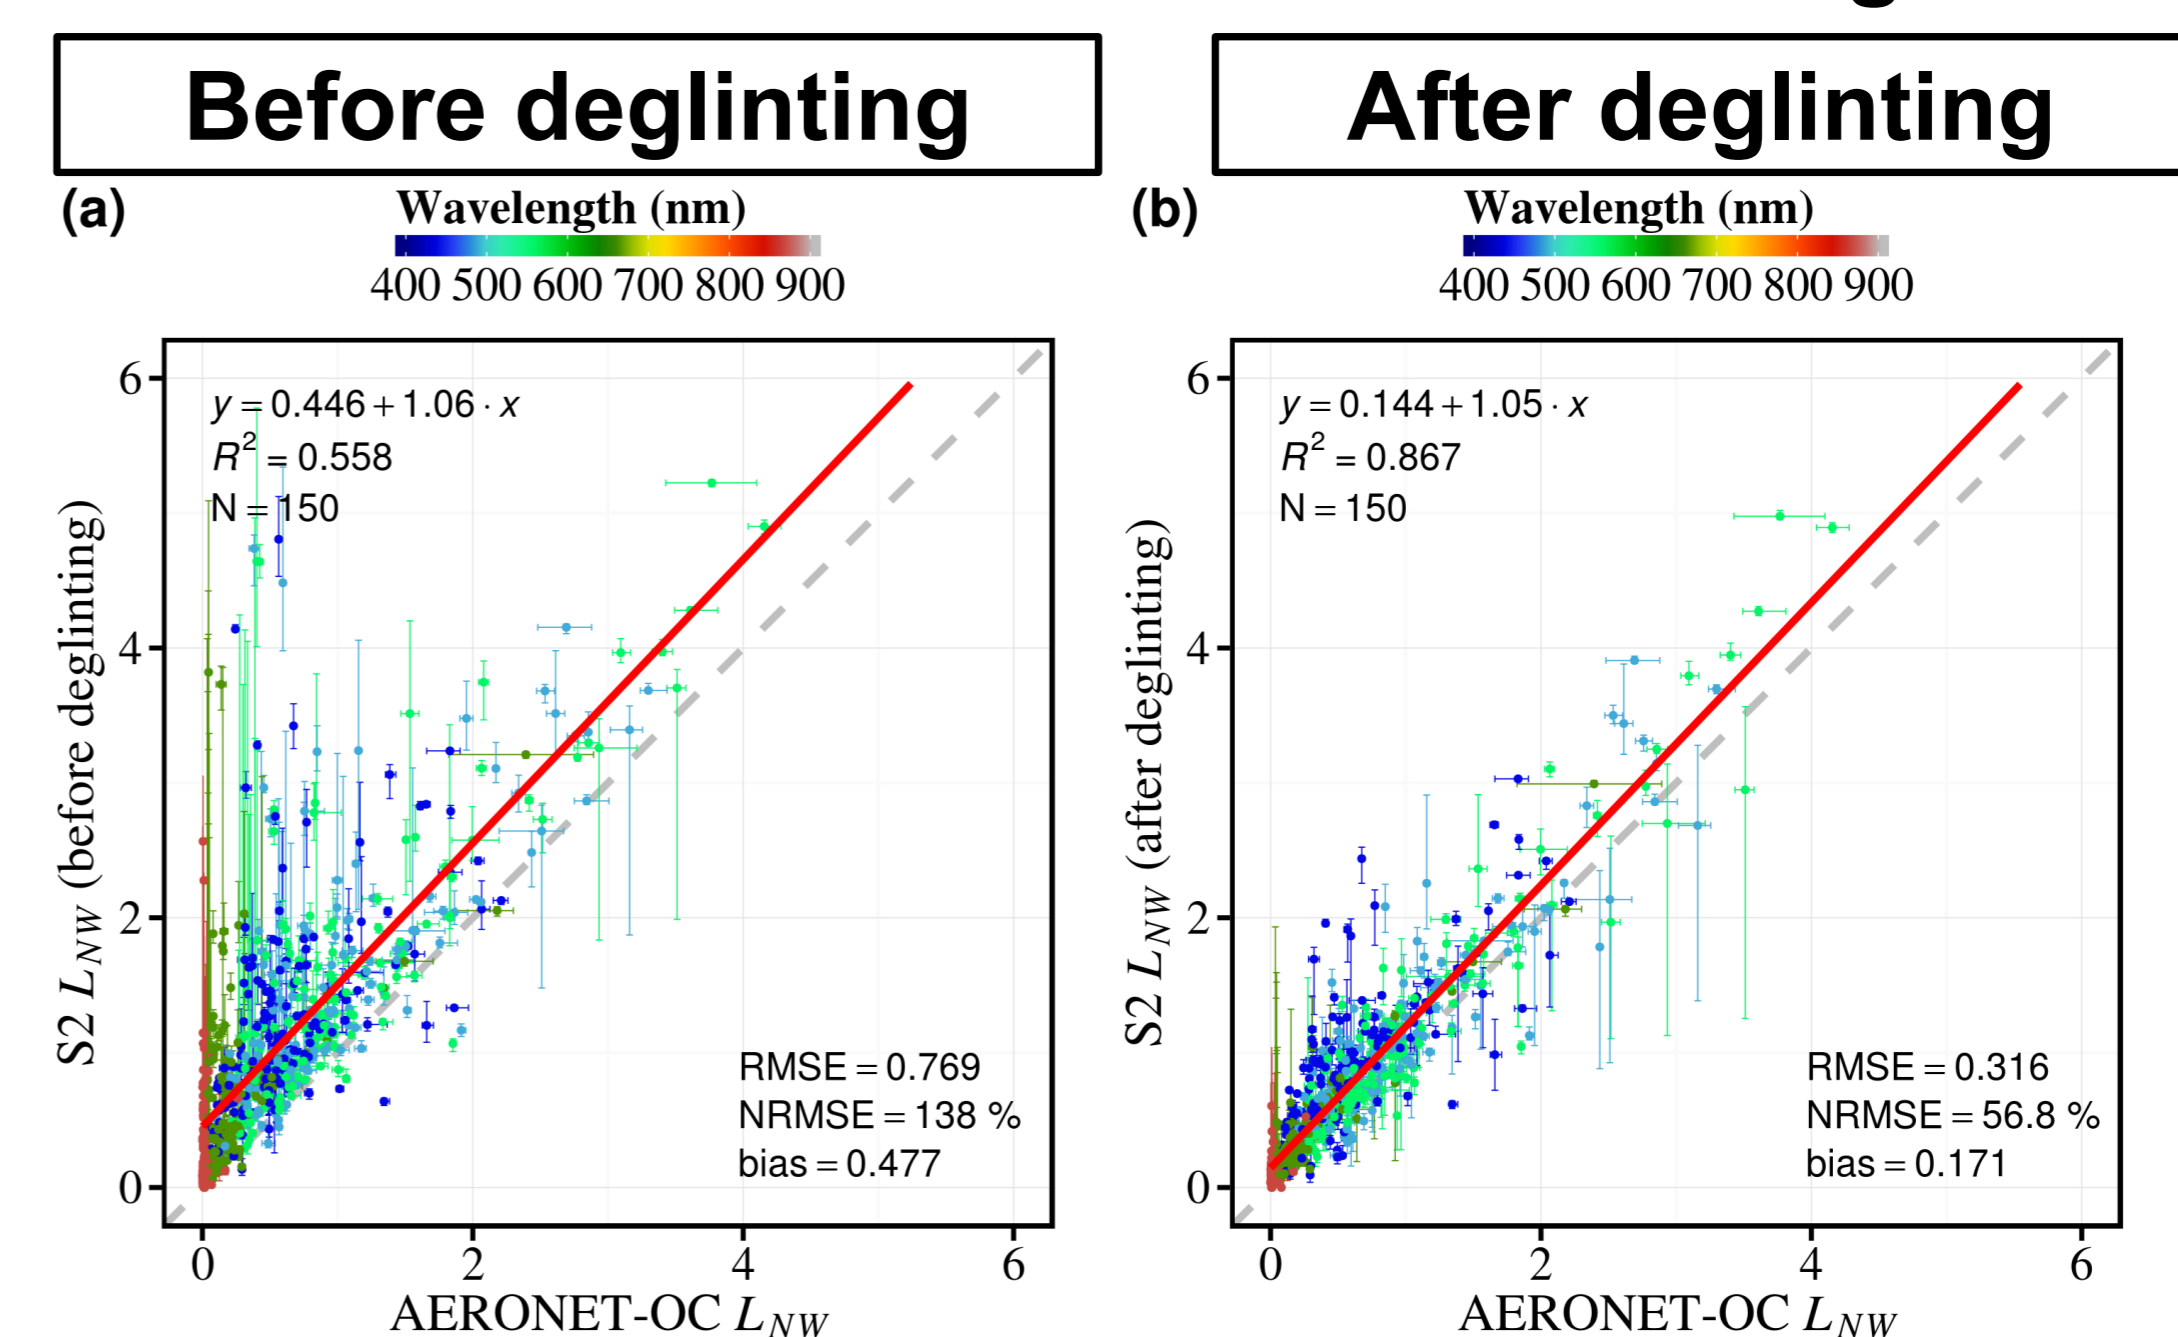 Before deglinting
After deglinting
(a)
Wavelength (nm)
400 500 600 700 800 900
y = 0.446 + 1.06 · x
R² = 0.558
N = 150
RMSE = 0.769
NRMSE = 138 %
bias = 0.477
6
4
2
0
0 2 4 6
S2 L_NW (before deglinting)
AERONET-OC L_NW
(b)
Wavelength (nm)
400 500 600 700 800 900
y = 0.144 + 1.05 · x
R² = 0.867
N = 150
RMSE = 0.316
NRMSE = 56.8 %
bias = 0.171
6
4
2
0
0 2 4 6
S2 L_NW (after deglinting)
AERONET-OC L_NW